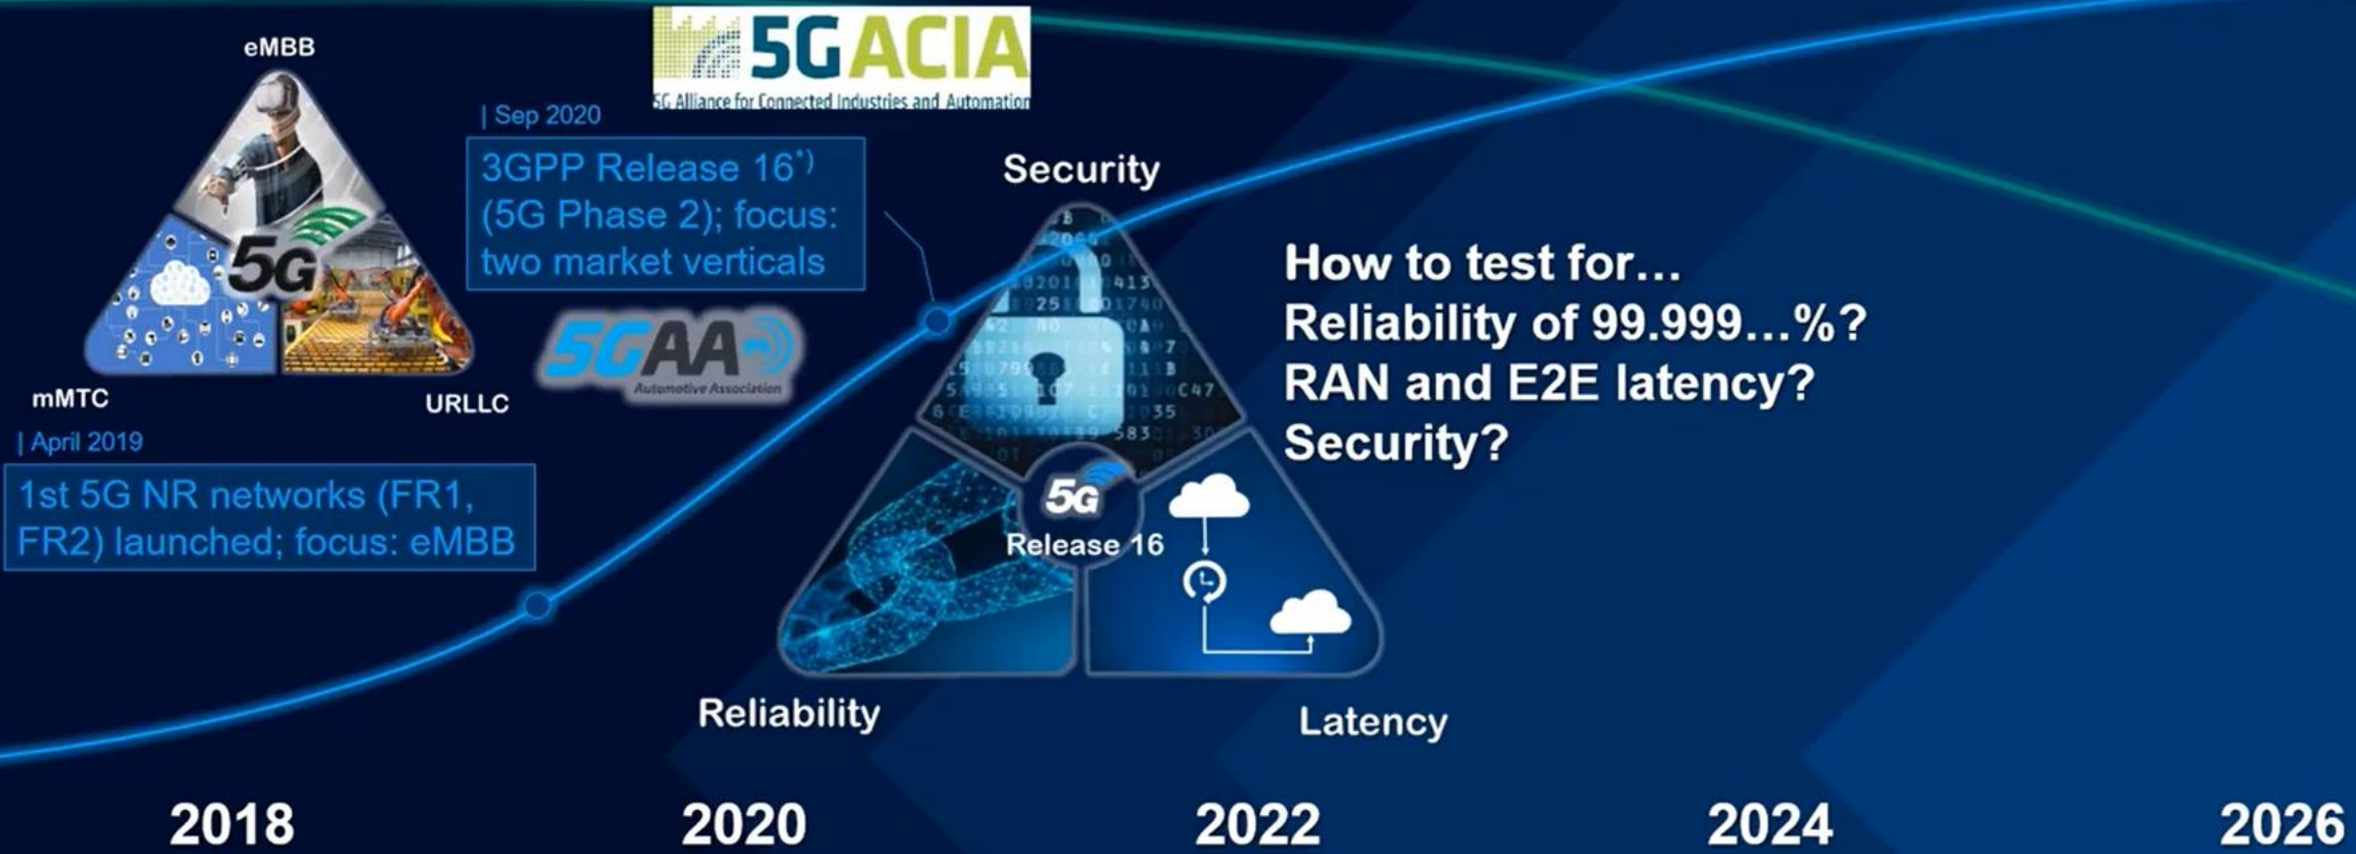 eMBB
5G
mMTC
URLLC
5G ACIA
5G Alliance for Connected Industries and Automation
| Sep 2020
3GPP Release 16*)
(5G Phase 2); focus:
two market verticals
5GAA
Automotive Association
| April 2019
1st 5G NR networks (FR1,
FR2) launched; focus: eMBB
Security
5G
Release 16
Reliability
Latency
How to test for…
Reliability of 99.999…%?
RAN and E2E latency?
Security?
2018
2020
2022
2024
2026